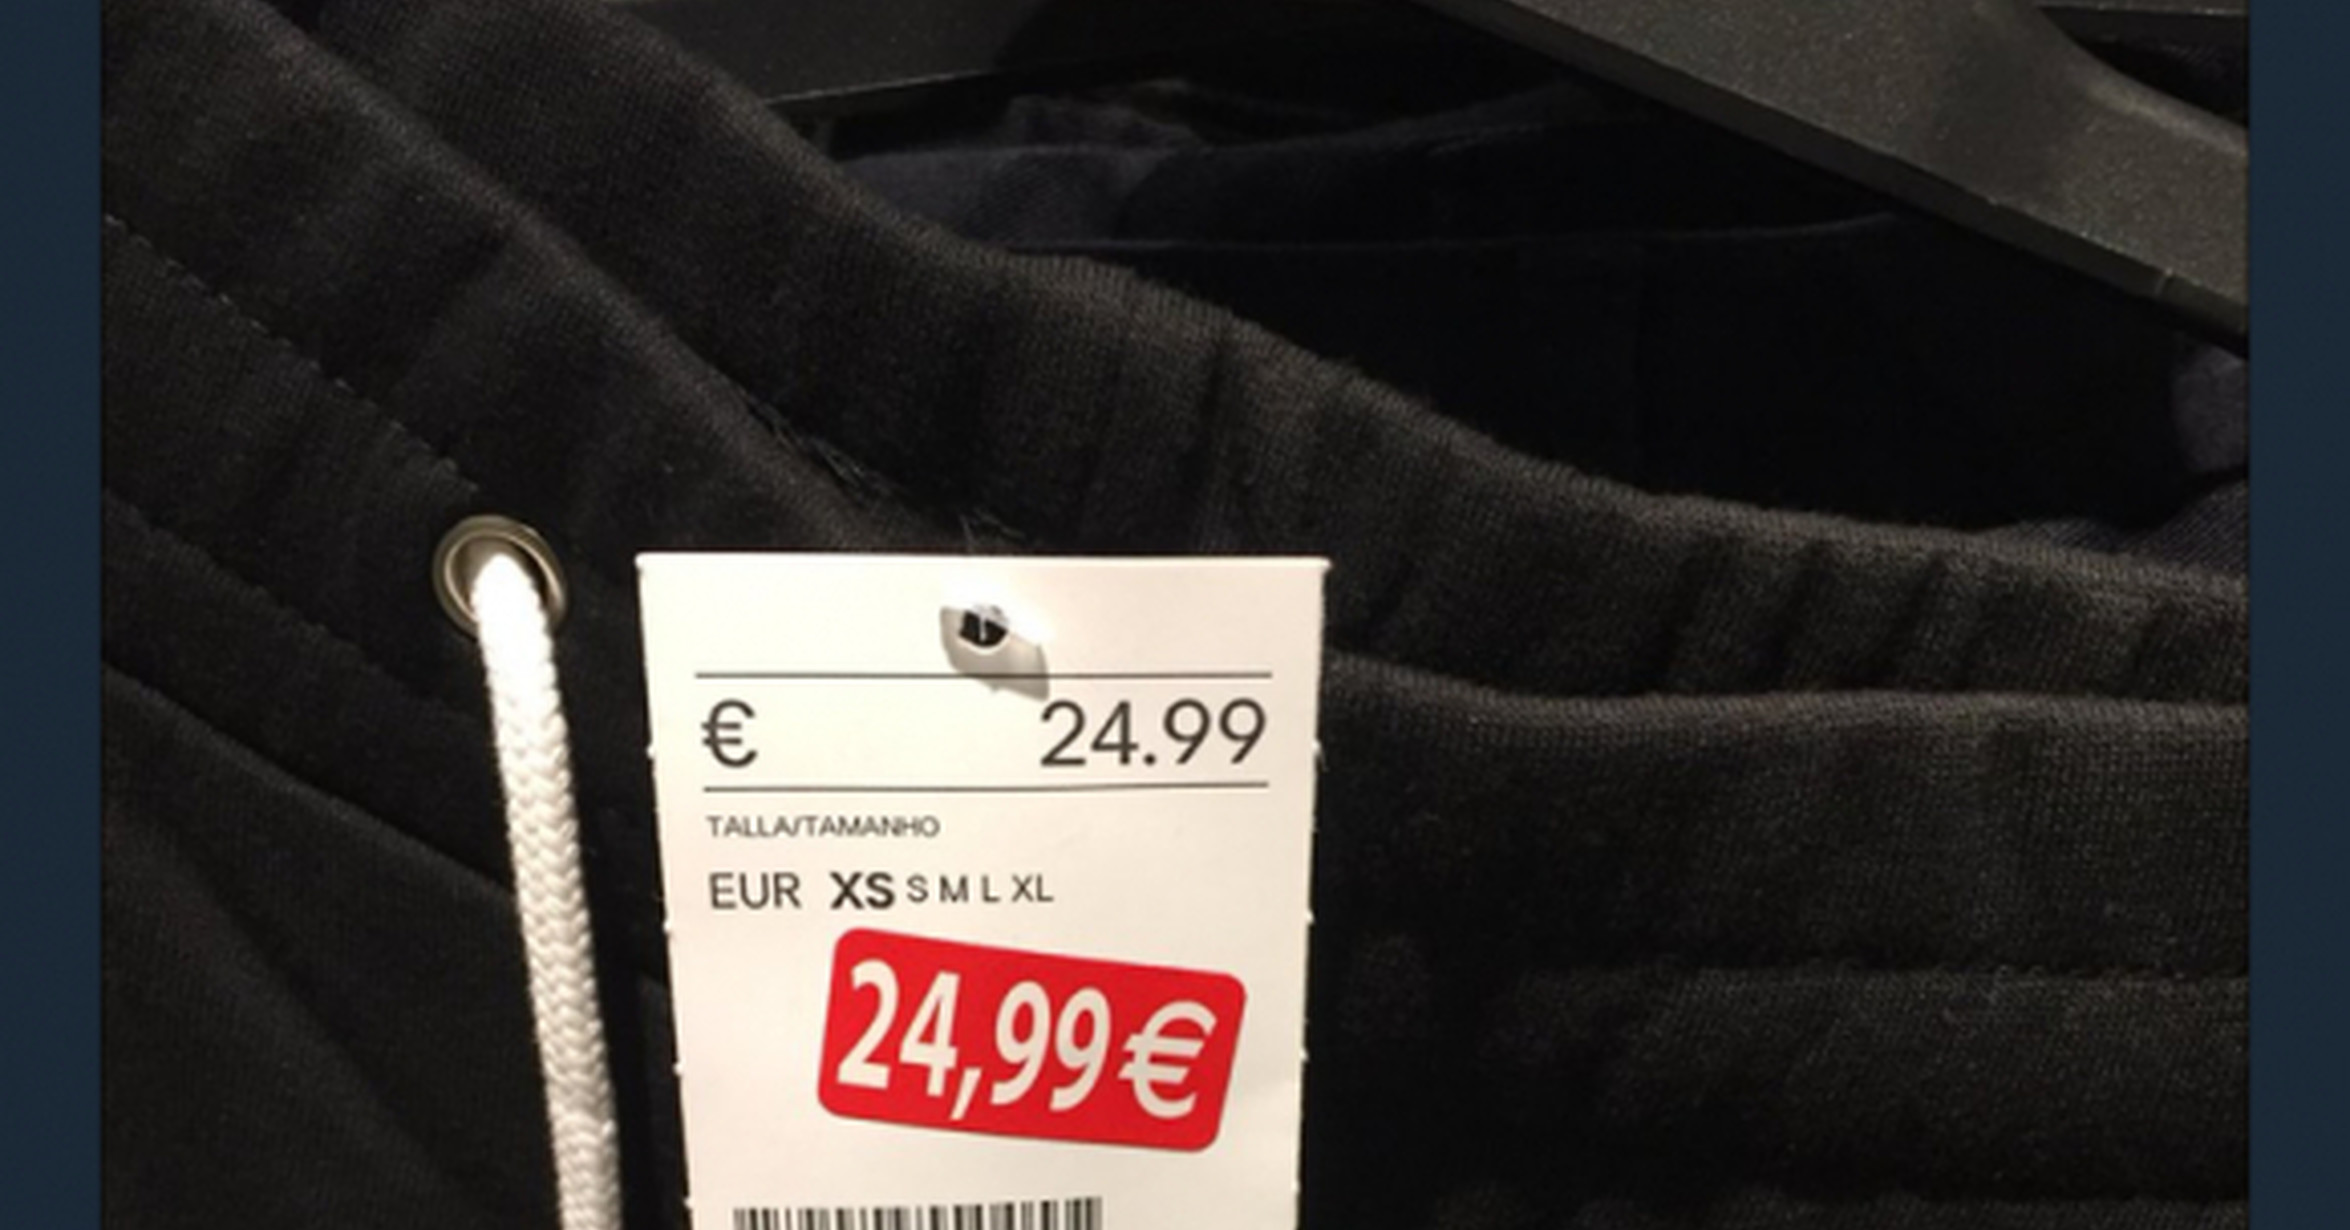 € 24.99
TALLA/TAMANHO
EUR XS S M L XL
24,99€